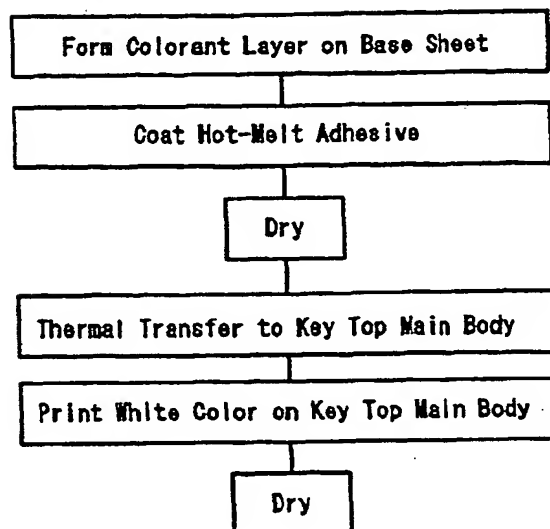 Form Colorant Layer on Base Sheet
Coat Hot-Melt Adhesive
Dry
Thermal Transfer to Key Top Main Body
Print White Color on Key Top Main Body
Dry